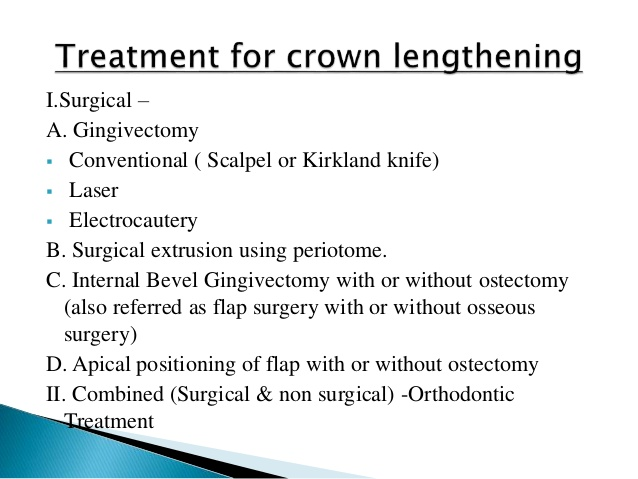 Treatment for crown lengthening
I.Surgical –
A. Gingivectomy
▪ Conventional ( Scalpel or Kirkland knife)
▪ Laser
▪ Electrocautery
B. Surgical extrusion using periotome.
C. Internal Bevel Gingivectomy with or without ostectomy
(also referred as flap surgery with or without osseous
surgery)
D. Apical positioning of flap with or without ostectomy
II. Combined (Surgical & non surgical) -Orthodontic
Treatment